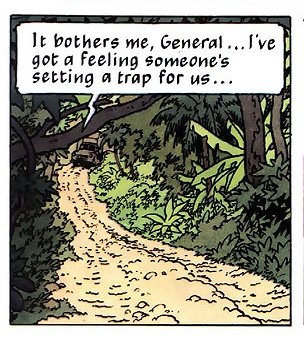 It bothers me, General...I've
got a feeling someone's
setting a trap for us...